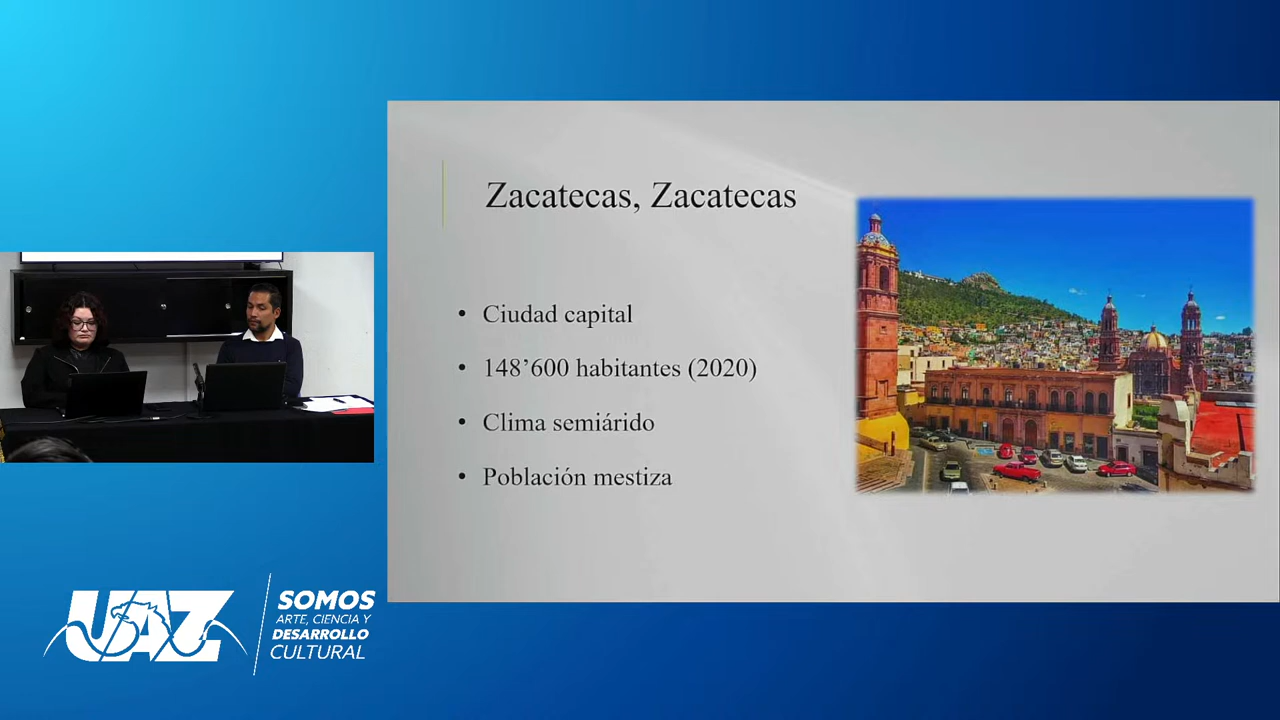 Zacatecas, Zacatecas
• Ciudad capital
• 148’600 habitantes (2020)
• Clima semiárido
• Población mestiza
UAZ
SOMOS
ARTE, CIENCIA Y
DESARROLLO
CULTURAL